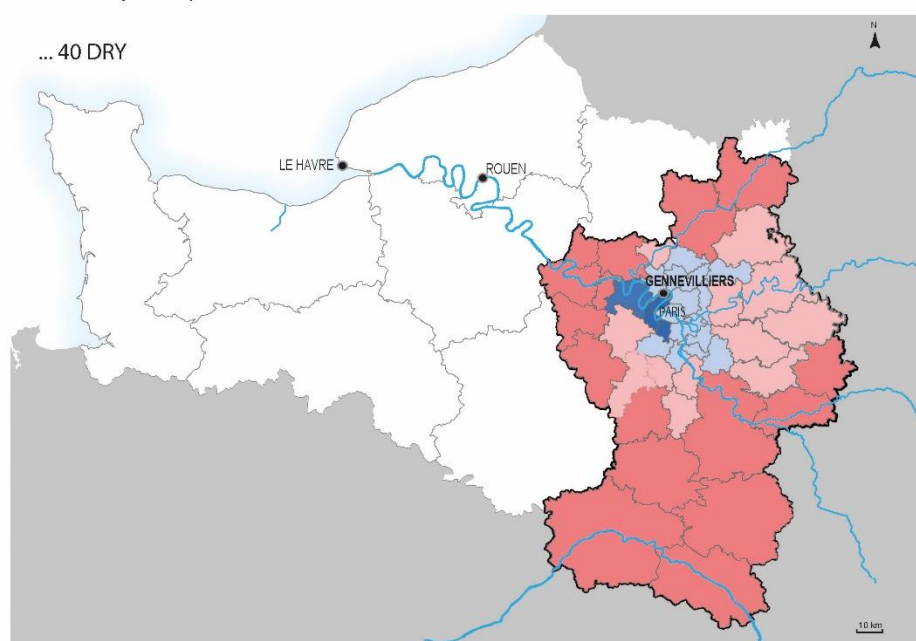 ... 40 DRY
N
LE HAVRE
ROUEN
GENNEVILLIERS
PARIS
10 km